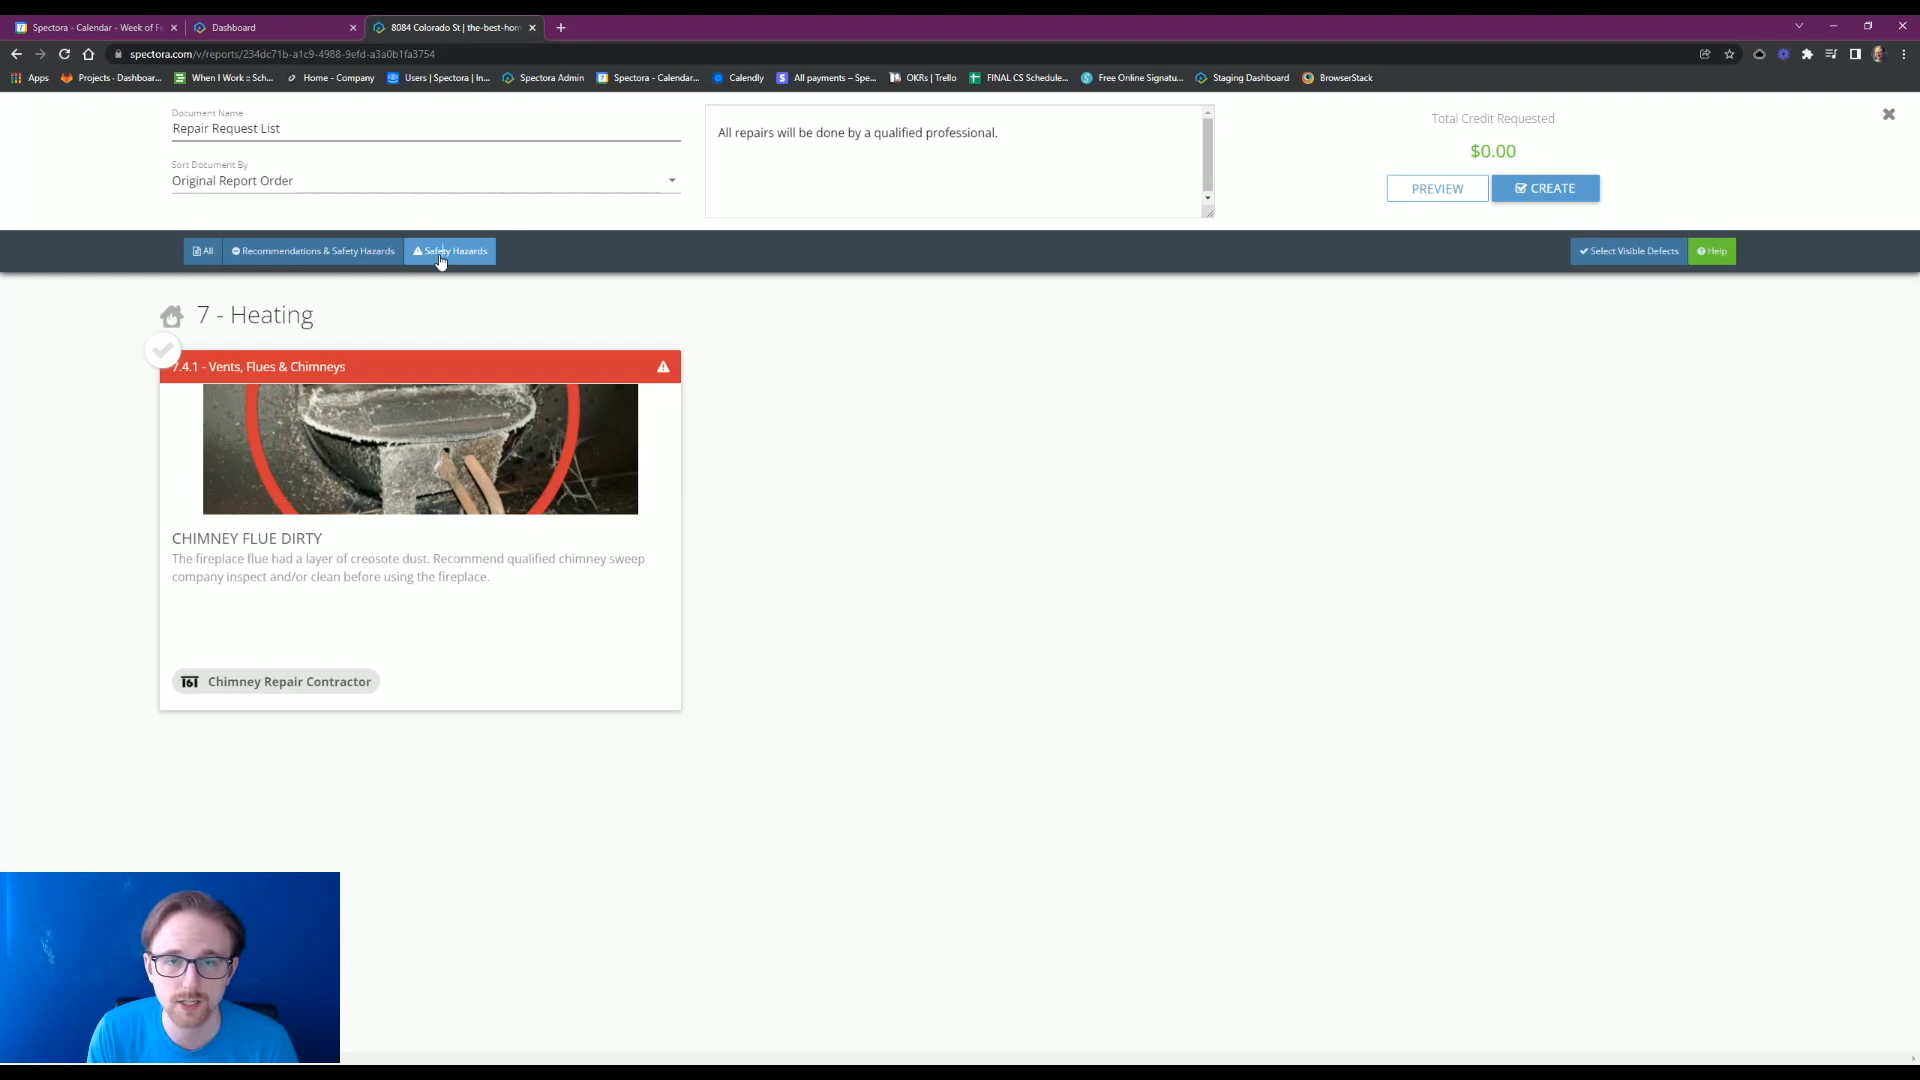 Spectora - Calendar - Week of Fe
Dashboard
8084 Colorado St | the-best-hom
spectora.com/v/reports/234dc71b-a1c9-4988-9efd-a3a0b1fa3754
Apps
Projects · Dashboar...
When I Work :: Sch...
Home - Company
Users | Spectora | In...
Spectora Admin
Spectora - Calendar...
Calendly
All payments – Spe...
OKRs | Trello
FINAL CS Schedule...
Free Online Signatu...
Staging Dashboard
BrowserStack
Document Name
Repair Request List
Sort Document By
Original Report Order
All repairs will be done by a qualified professional.
Total Credit Requested
$0.00
PREVIEW
CREATE
All
Recommendations & Safety Hazards
Safety Hazards
Select Visible Defects
Help
7 - Heating
7.4.1 - Vents, Flues & Chimneys
CHIMNEY FLUE DIRTY
The fireplace flue had a layer of creosote dust. Recommend qualified chimney sweep
company inspect and/or clean before using the fireplace.
Chimney Repair Contractor